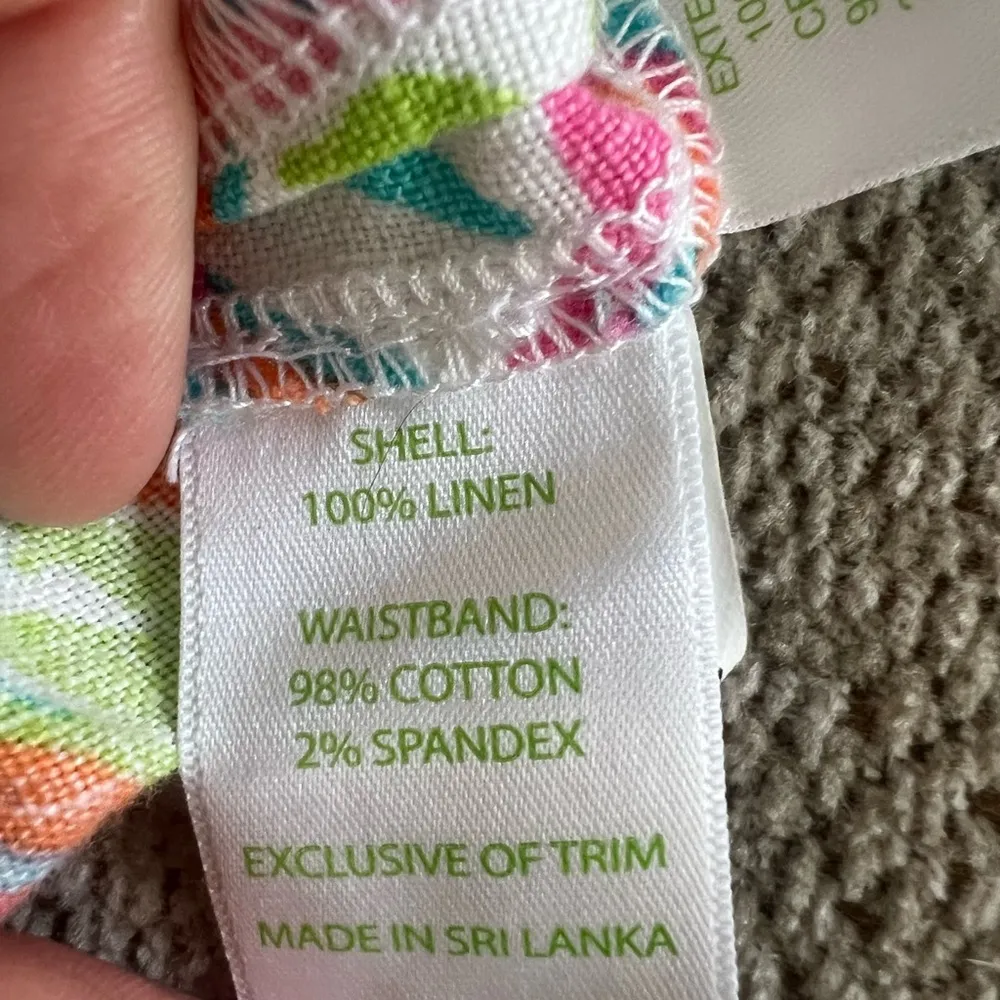 SHELL:
100% LINEN
WAISTBAND:
98% COTTON
2% SPANDEX
EXCLUSIVE OF TRIM
MADE IN SRI LANKA